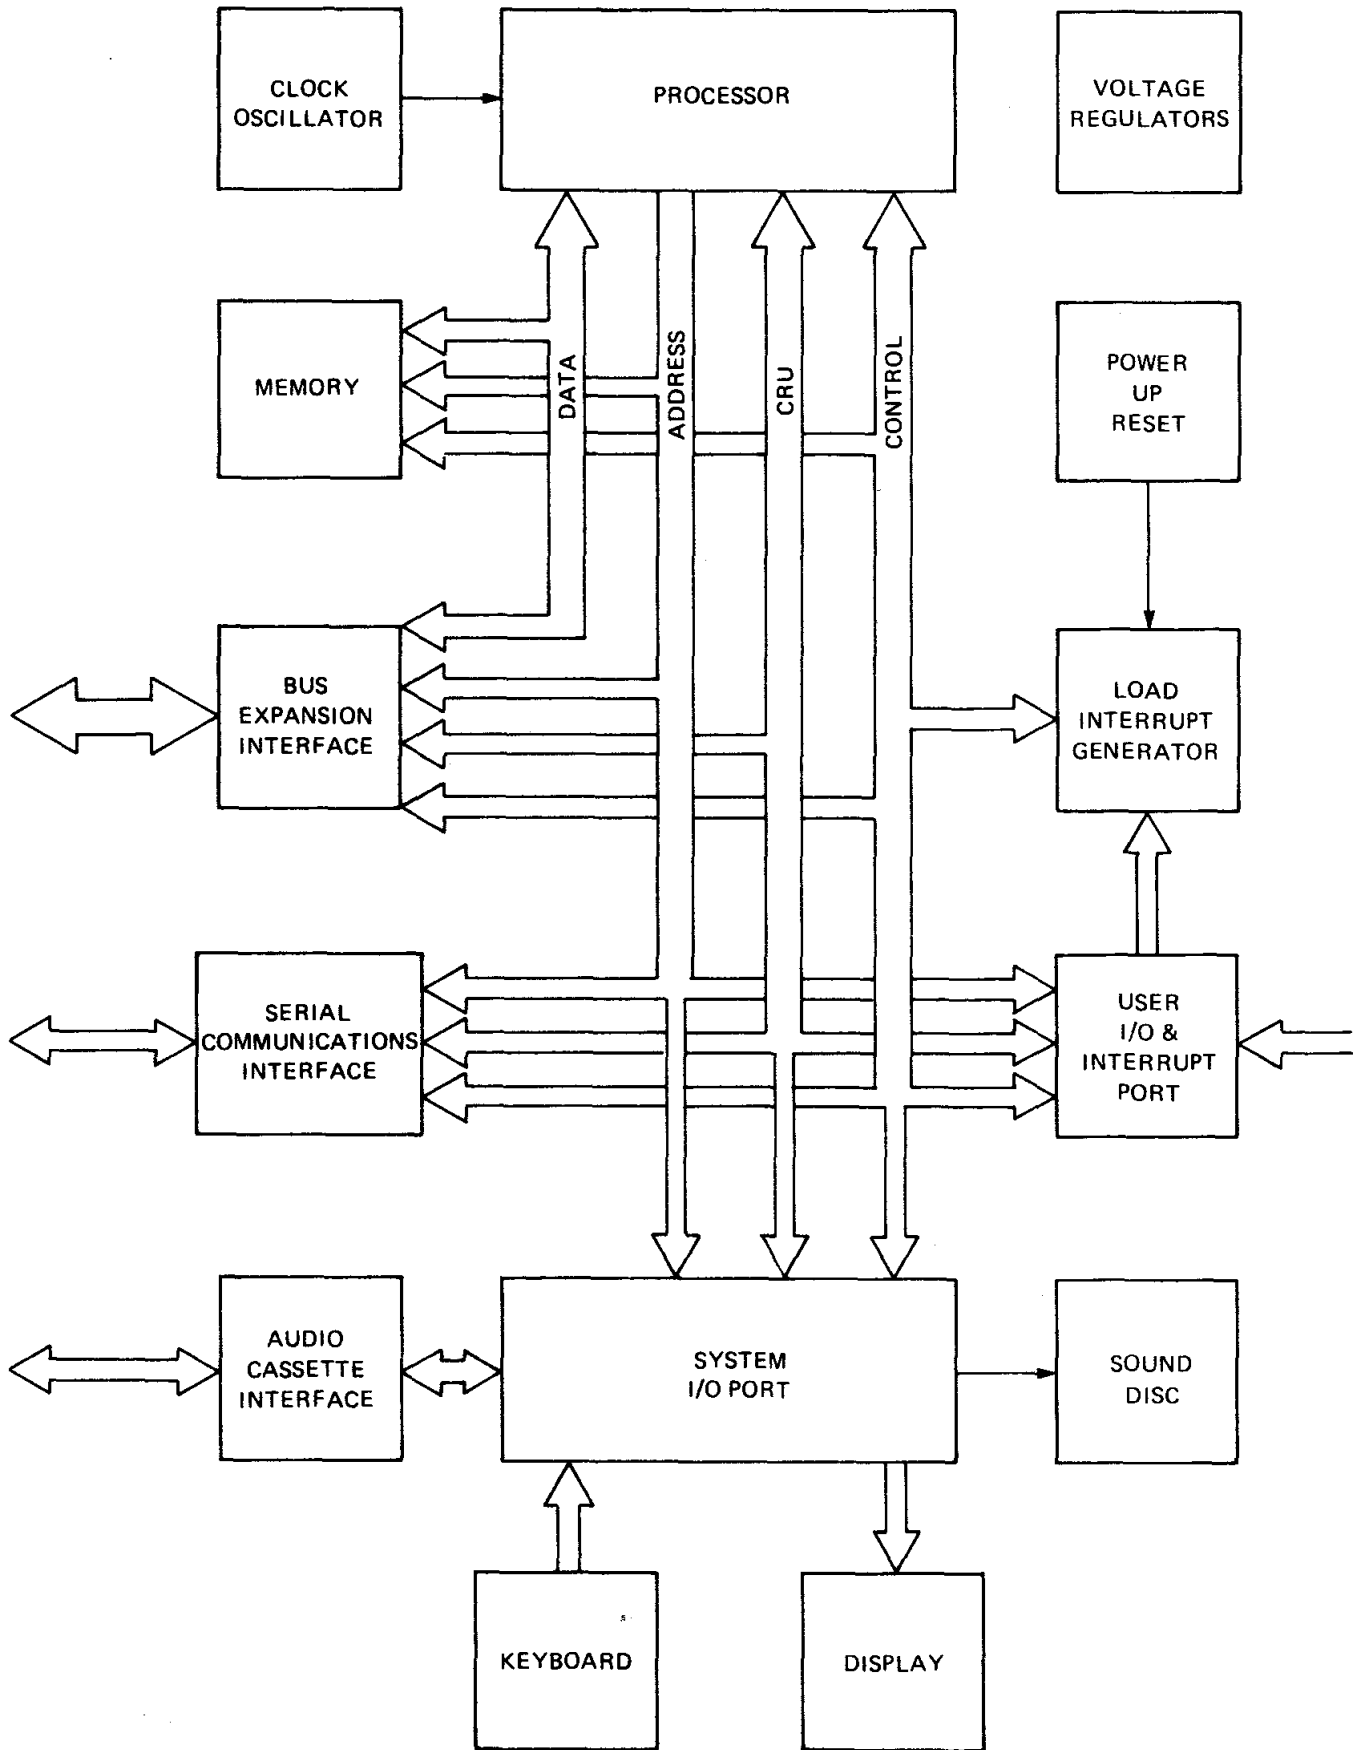 CLOCK
OSCILLATOR
PROCESSOR
VOLTAGE
REGULATORS
MEMORY
DATA
ADDRESS
CRU
CONTROL
POWER
UP
RESET
BUS
EXPANSION
INTERFACE
LOAD
INTERRUPT
GENERATOR
SERIAL
COMMUNICATIONS
INTERFACE
USER
I/O &
INTERRUPT
PORT
AUDIO
CASSETTE
INTERFACE
SYSTEM
I/O PORT
SOUND
DISC
KEYBOARD
DISPLAY